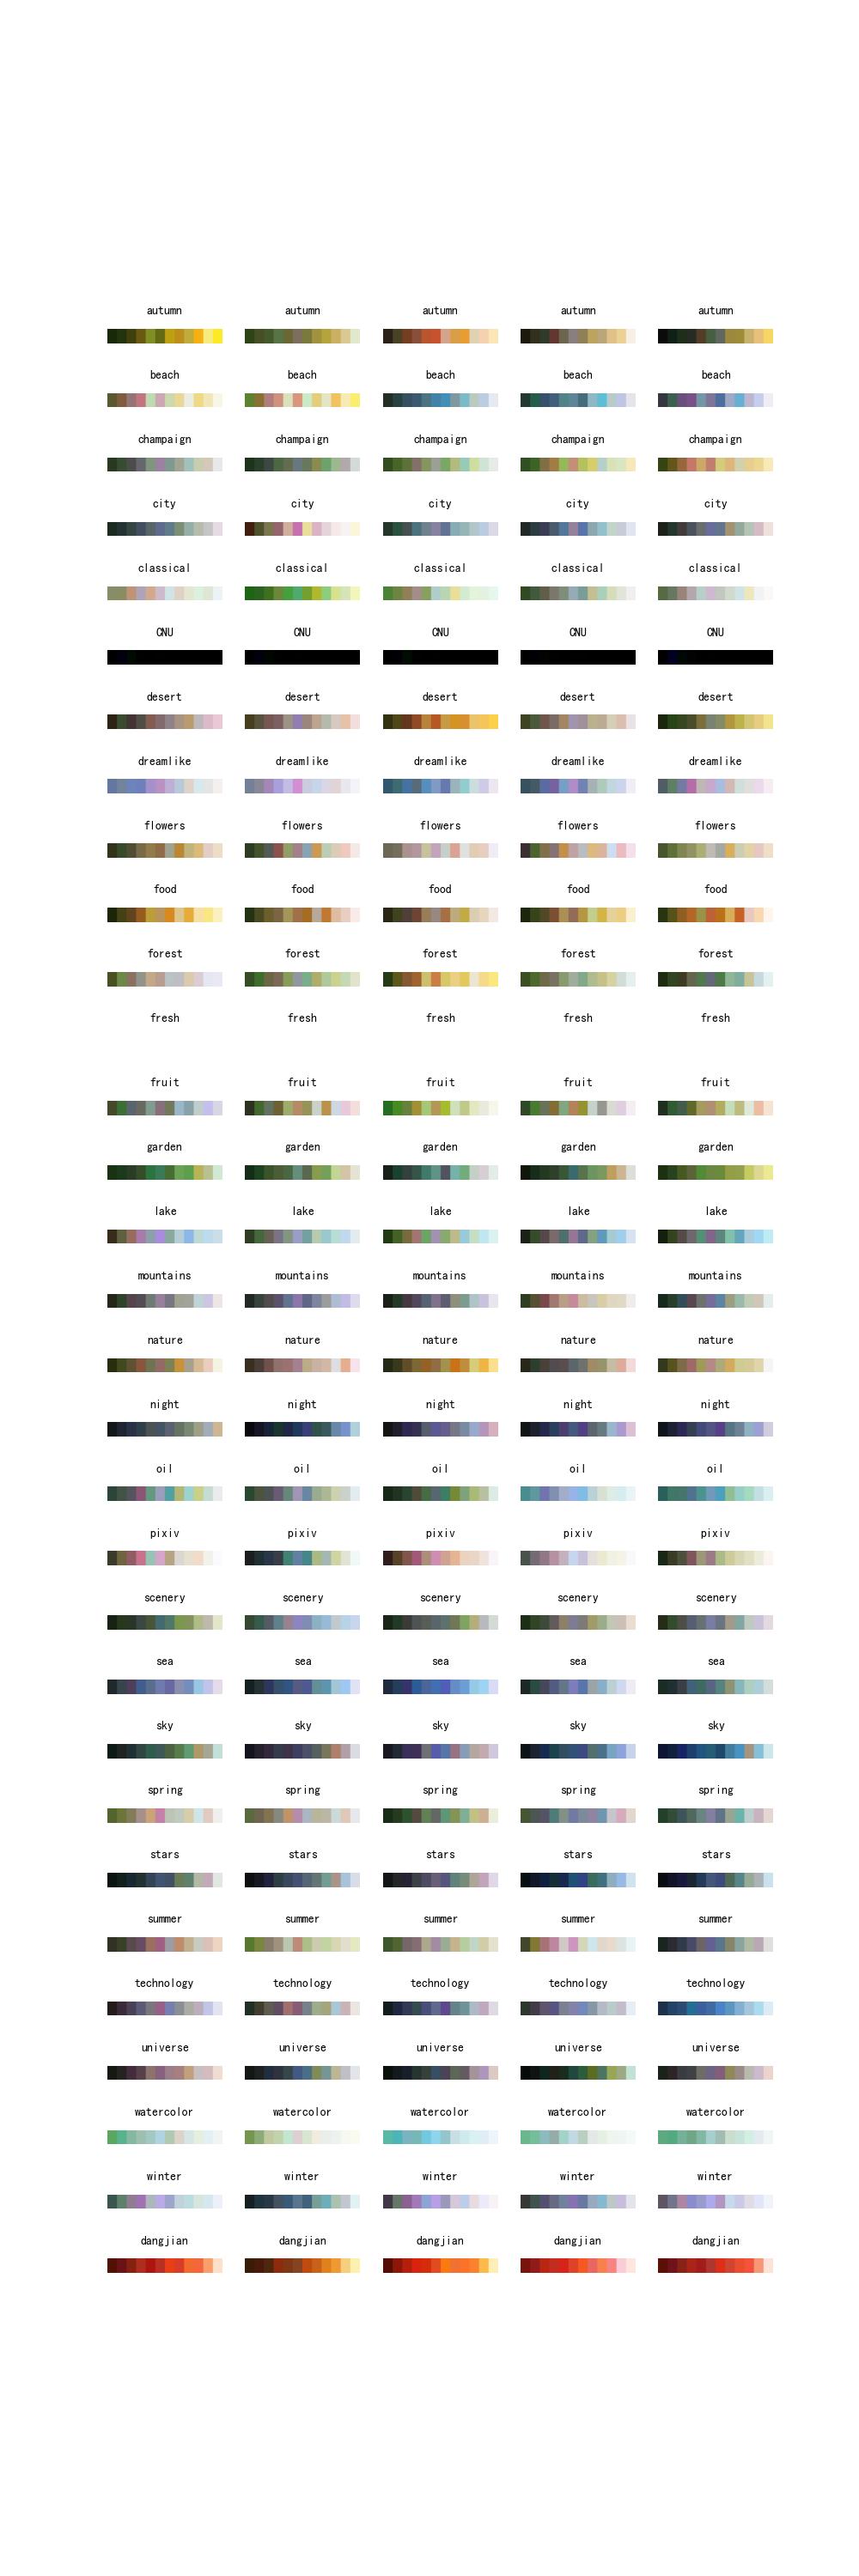 autumn autumn autumn autumn autumn
beach beach beach beach beach
champaign champaign champaign champaign champaign
city city city city city
classical classical classical classical classical
CNU CNU CNU CNU CNU
desert desert desert desert desert
dreamlike dreamlike dreamlike dreamlike dreamlike
flowers flowers flowers flowers flowers
food food food food food
forest forest forest forest forest
fresh fresh fresh fresh fresh
fruit fruit fruit fruit fruit
garden garden garden garden garden
lake lake lake lake lake
mountains mountains mountains mountains mountains
nature nature nature nature nature
night night night night night
oil oil oil oil oil
pixiv pixiv pixiv pixiv pixiv
scenery scenery scenery scenery scenery
sea sea sea sea sea
sky sky sky sky sky
spring spring spring spring spring
stars stars stars stars stars
summer summer summer summer summer
technology technology technology technology technology
universe universe universe universe universe
watercolor watercolor watercolor watercolor watercolor
winter winter winter winter winter
dangjian dangjian dangjian dangjian dangjian